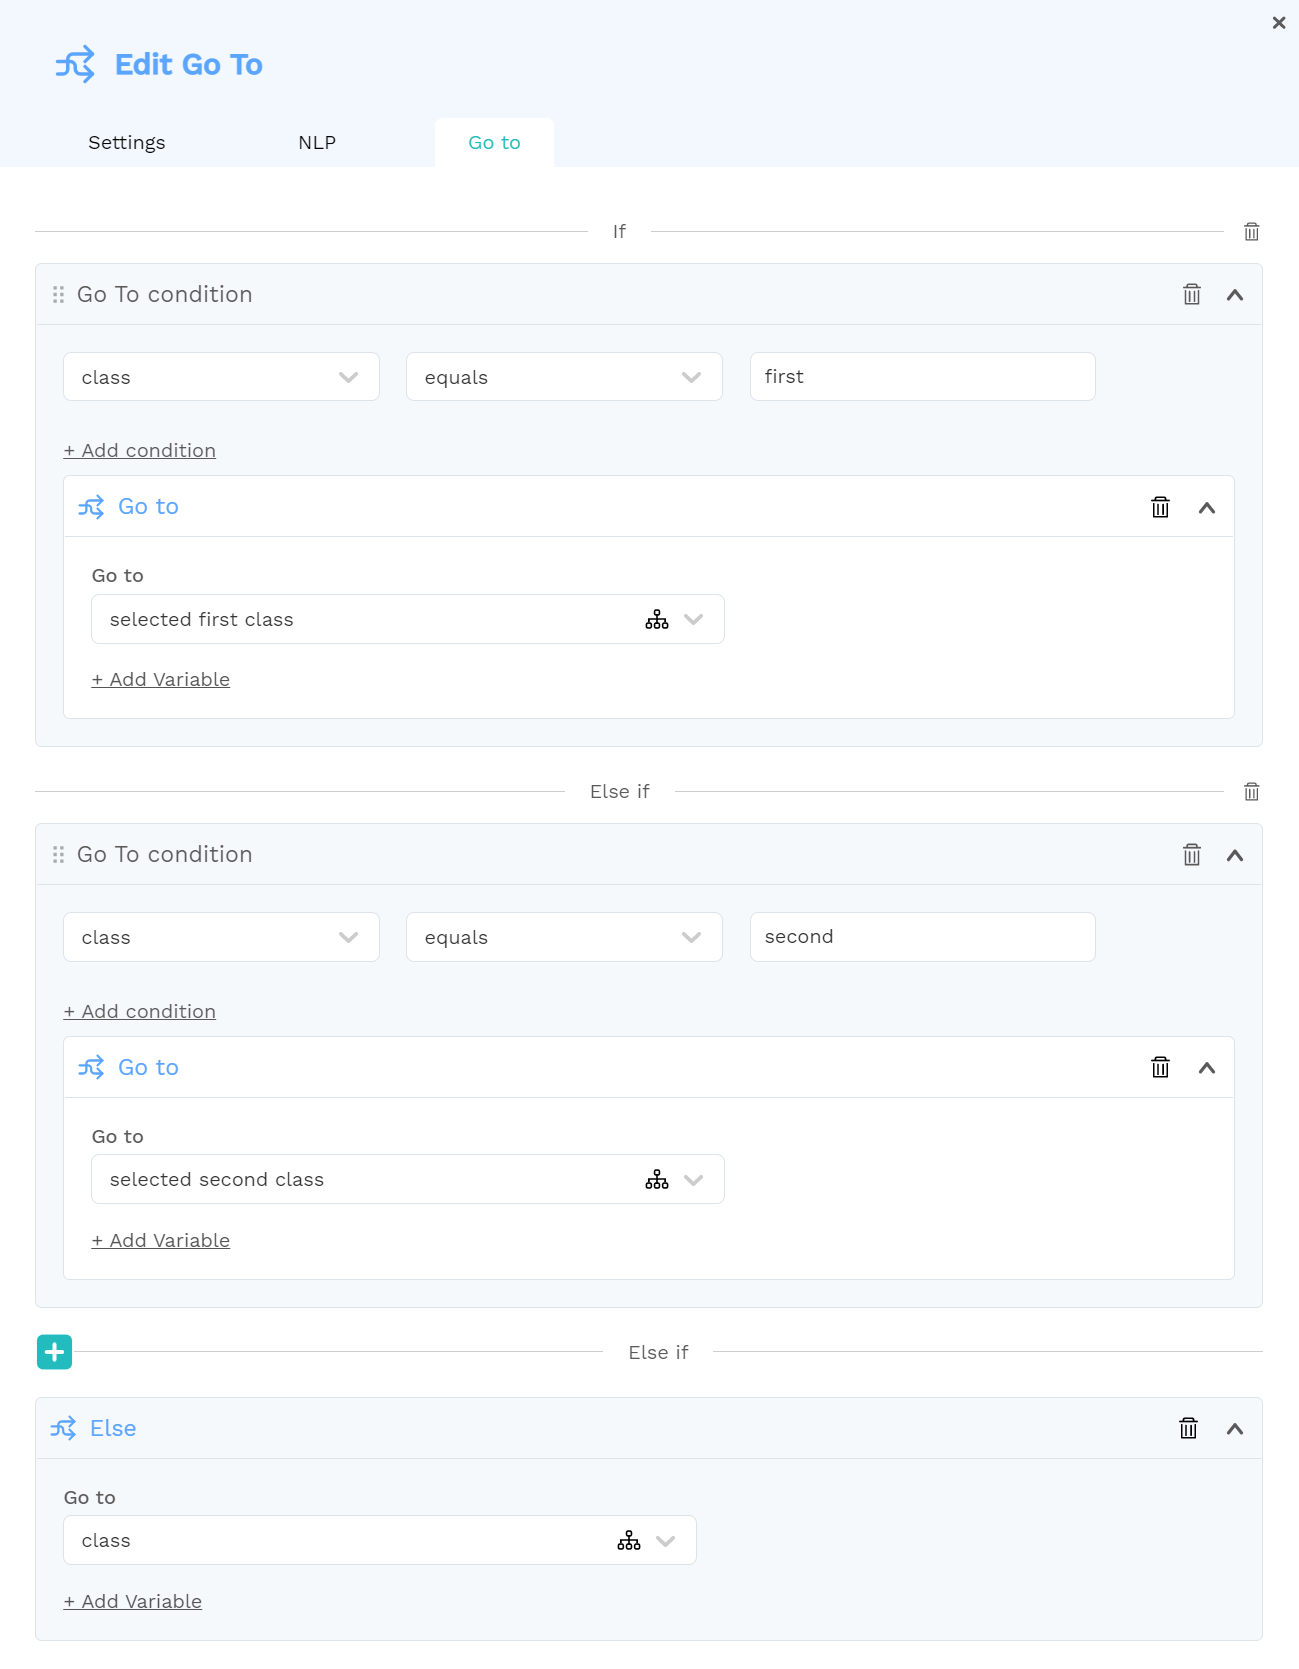 Edit Go To
Settings NLP Go to
If
Go To condition
class equals first
+ Add condition
Go to
Go to
selected first class
+ Add Variable
Else if
Go To condition
class equals second
+ Add condition
Go to
Go to
selected second class
+ Add Variable
Else if
Else
Go to
class
+ Add Variable